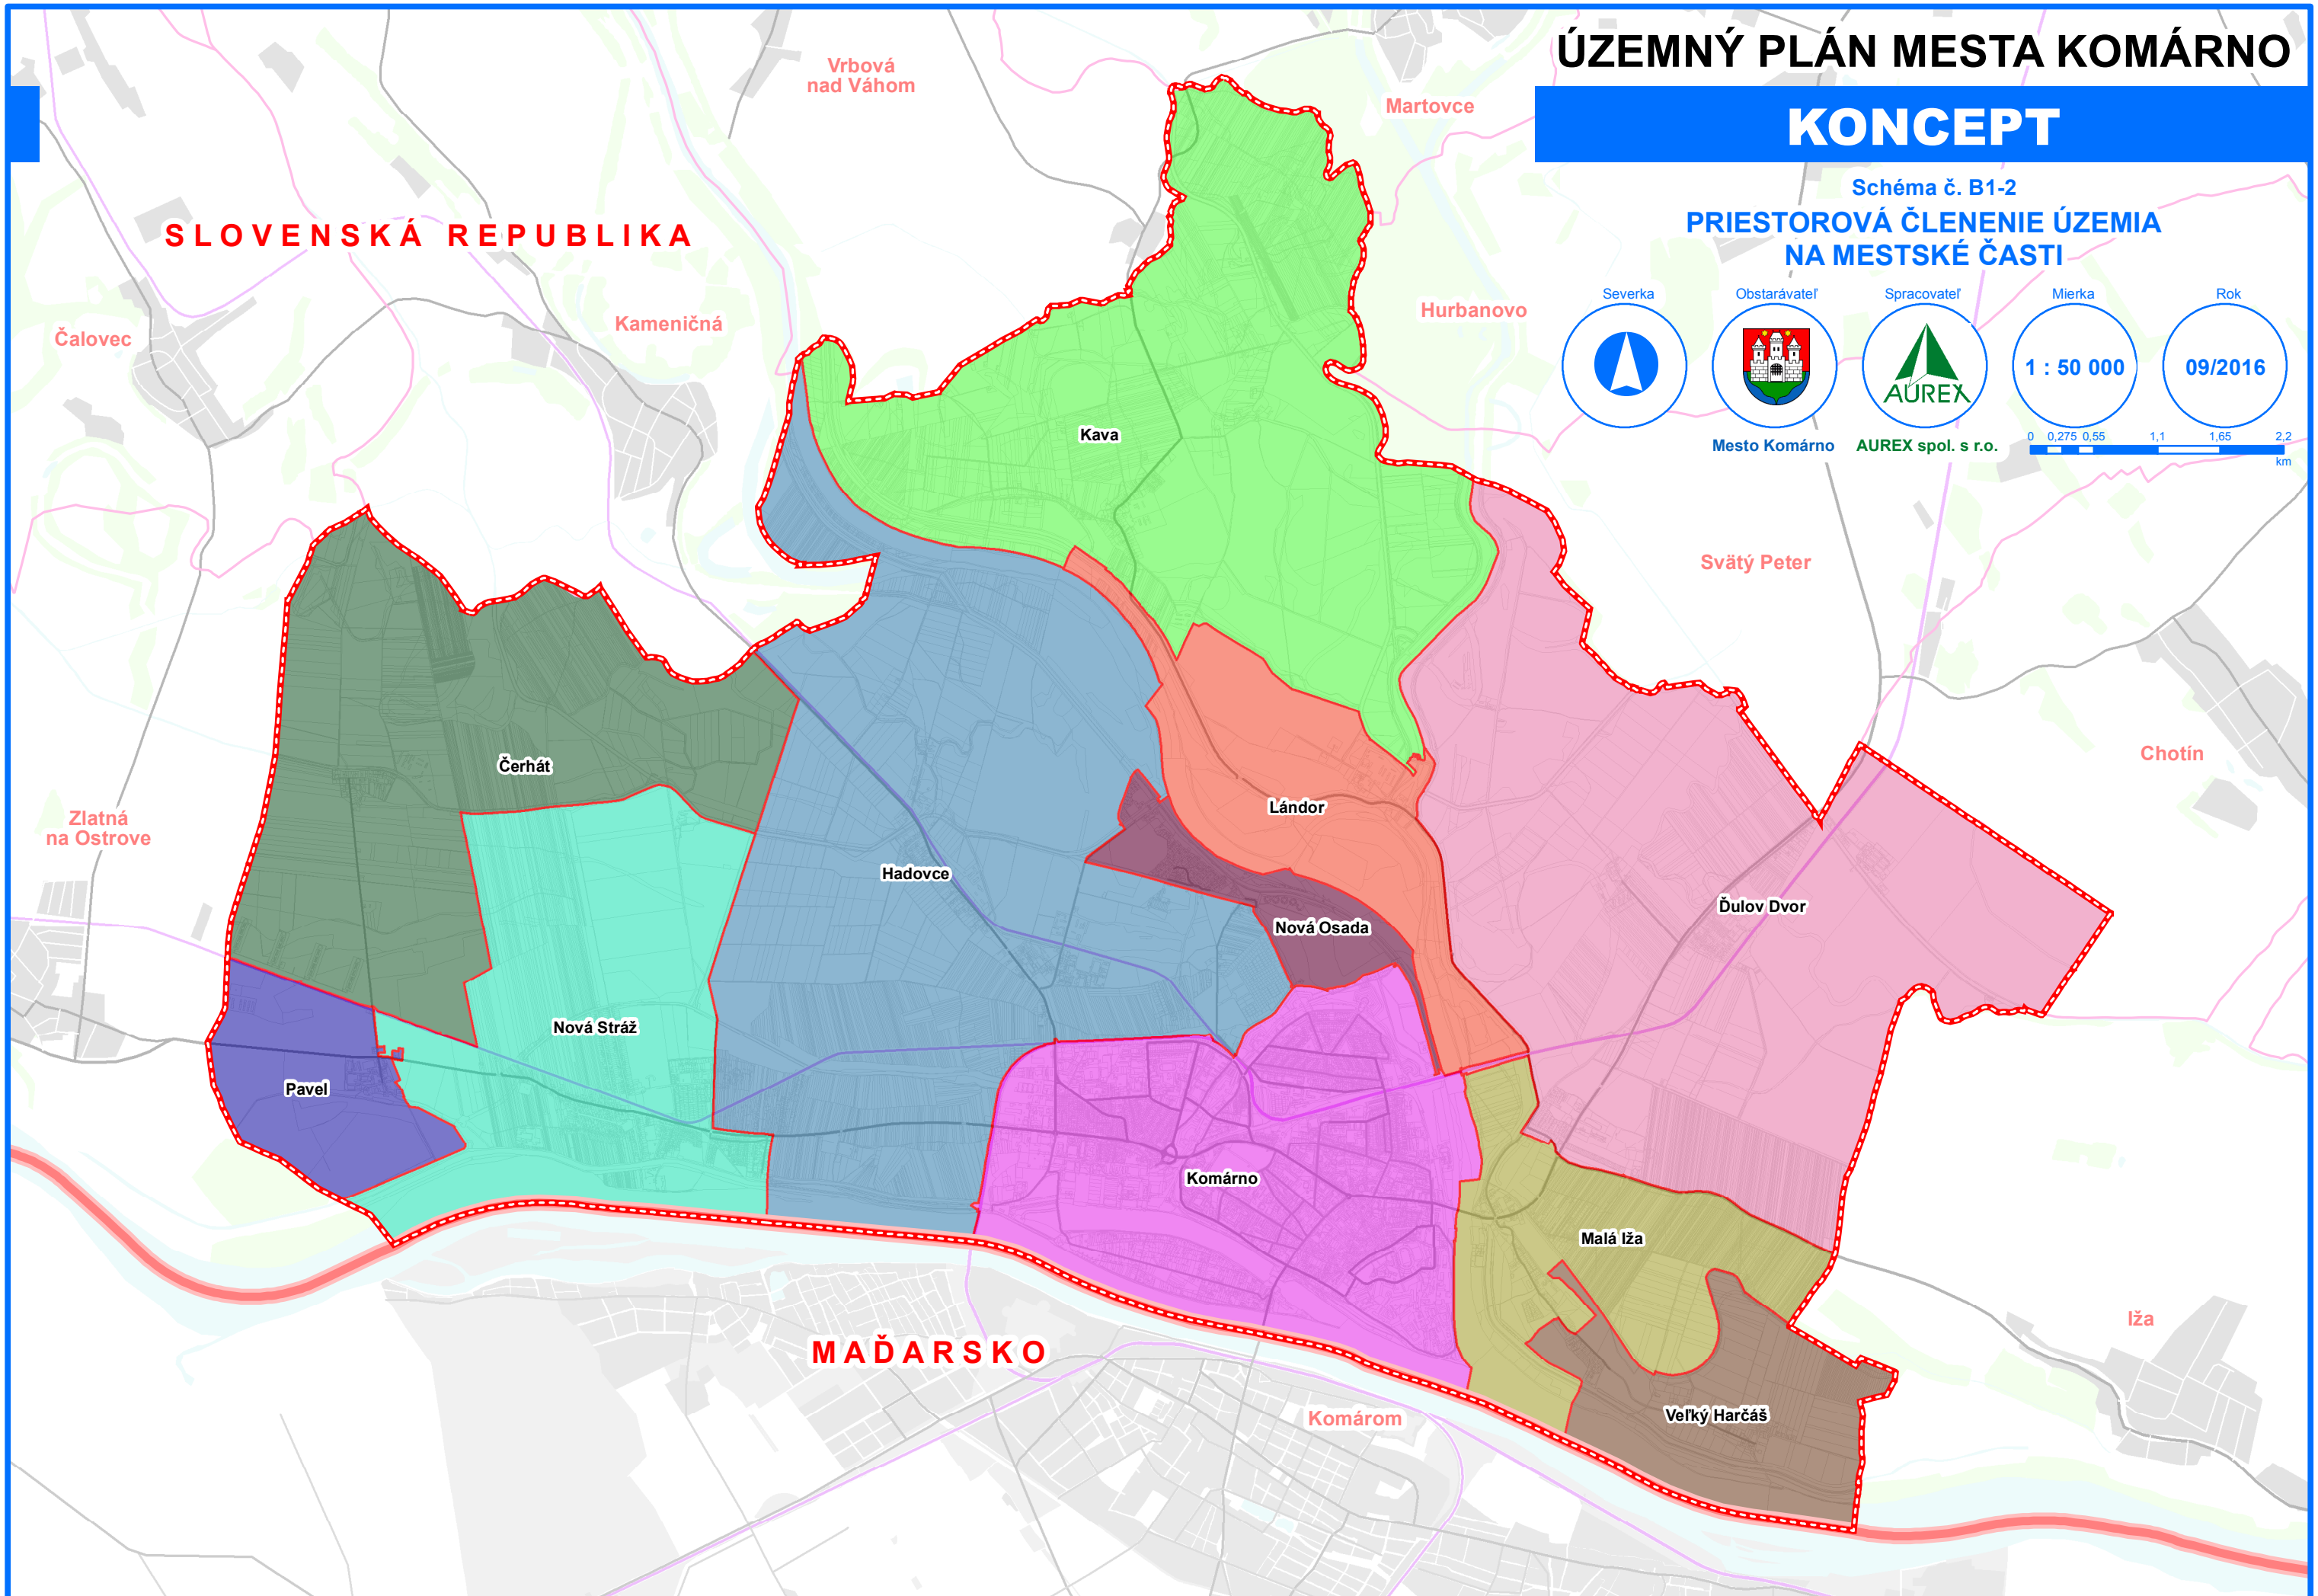 ÚZEMNÝ PLÁN MESTA KOMÁRNO
KONCEPT
Schéma č. B1-2
PRIESTOROVÁ ČLENENIE ÚZEMIA
NA MESTSKÉ ČASTI
Severka
Obstarávateľ
Spracovateľ
Mierka
Rok
AUREX
1 : 50 000
09/2016
Mesto Komárno
AUREX spol. s r.o.
0 0,275 0,55 1,1 1,65 2,2
km
Vrbová
nad Váhom
Martovce
SLOVENSKÁ REPUBLIKA
Čalovec
Kameničná
Hurbanovo
Kava
Svätý Peter
Chotín
Čerhát
Zlatná
na Ostrove
Lándor
Hadovce
Ďulov Dvor
Nová Osada
Nová Stráž
Pavel
Komárno
Malá Iža
Iža
MAĎARSKO
Komárom
Veľký Harčáš